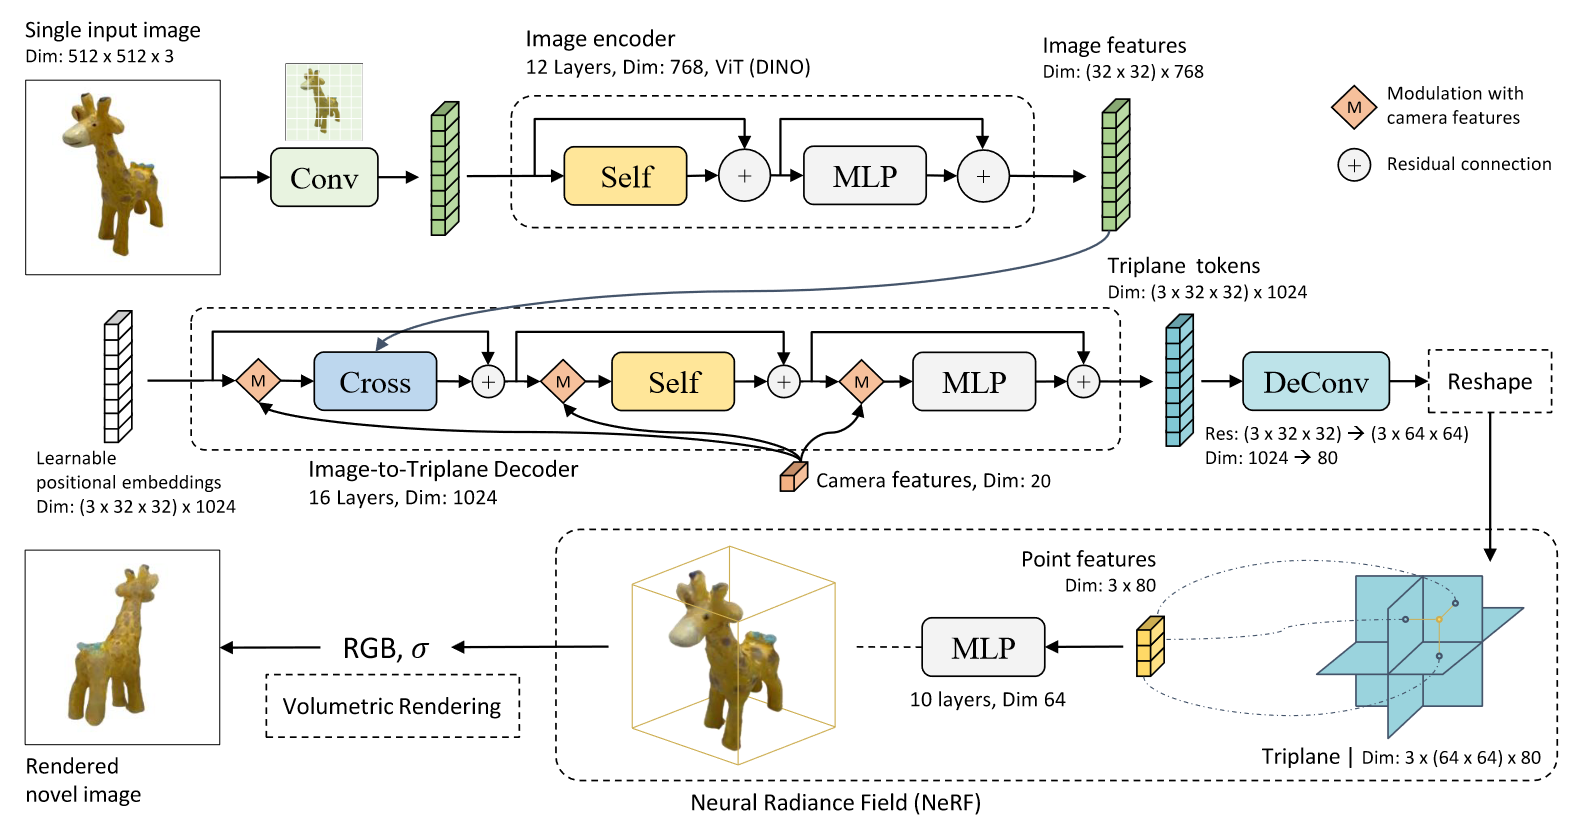 Single input image
Dim: 512 x 512 x 3
Conv
Image encoder
12 Layers, Dim: 768, ViT (DINO)
Self
+
MLP
+
Image features
Dim: (32 x 32) x 768
M
Modulation with
camera features
+
Residual connection
Learnable
positional embeddings
Dim: (3 x 32 x 32) x 1024
M
Cross
+
M
Self
+
M
MLP
+
Image-to-Triplane Decoder
16 Layers, Dim: 1024
Camera features, Dim: 20
Triplane tokens
Dim: (3 x 32 x 32) x 1024
DeConv
Res: (3 x 32 x 32) → (3 x 64 x 64)
Dim: 1024 → 80
Reshape
Point features
Dim: 3 x 80
MLP
10 layers, Dim 64
Triplane | Dim: 3 x (64 x 64) x 80
Neural Radiance Field (NeRF)
RGB, σ
Volumetric Rendering
Rendered
novel image